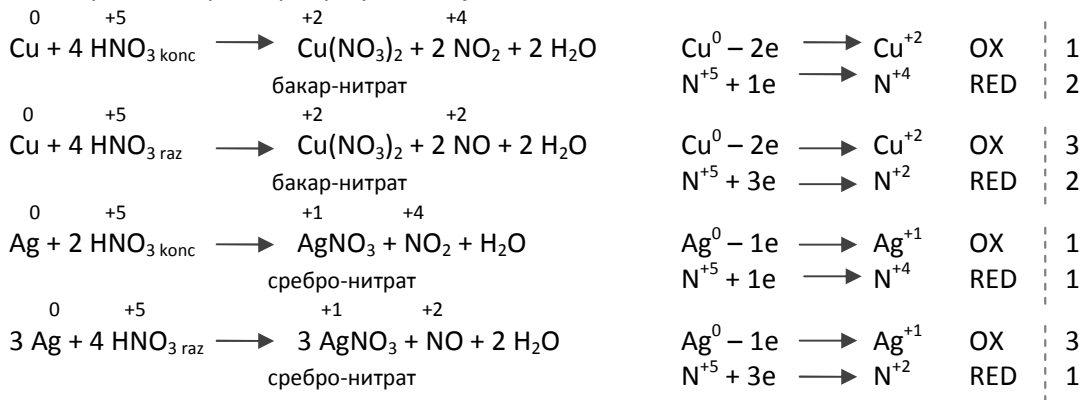 0 +5 +2 +4
Cu + 4 HNO3 konc ⟶ Cu(NO3)2 + 2 NO2 + 2 H2O Cu⁰ – 2e ⟶ Cu⁺² OX 1
бакар-нитрат N⁺⁵ + 1e ⟶ N⁺⁴ RED 2
0 +5 +2 +2
Cu + 4 HNO3 raz ⟶ Cu(NO3)2 + 2 NO + 2 H2O Cu⁰ – 2e ⟶ Cu⁺² OX 3
бакар-нитрат N⁺⁵ + 3e ⟶ N⁺² RED 2
0 +5 +1 +4
Ag + 2 HNO3 konc ⟶ AgNO3 + NO2 + H2O Ag⁰ – 1e ⟶ Ag⁺¹ OX 1
сребро-нитрат N⁺⁵ + 1e ⟶ N⁺⁴ RED 1
0 +5 +1 +2
3 Ag + 4 HNO3 raz ⟶ 3 AgNO3 + NO + 2 H2O Ag⁰ – 1e ⟶ Ag⁺¹ OX 3
сребро-нитрат N⁺⁵ + 3e ⟶ N⁺² RED 1